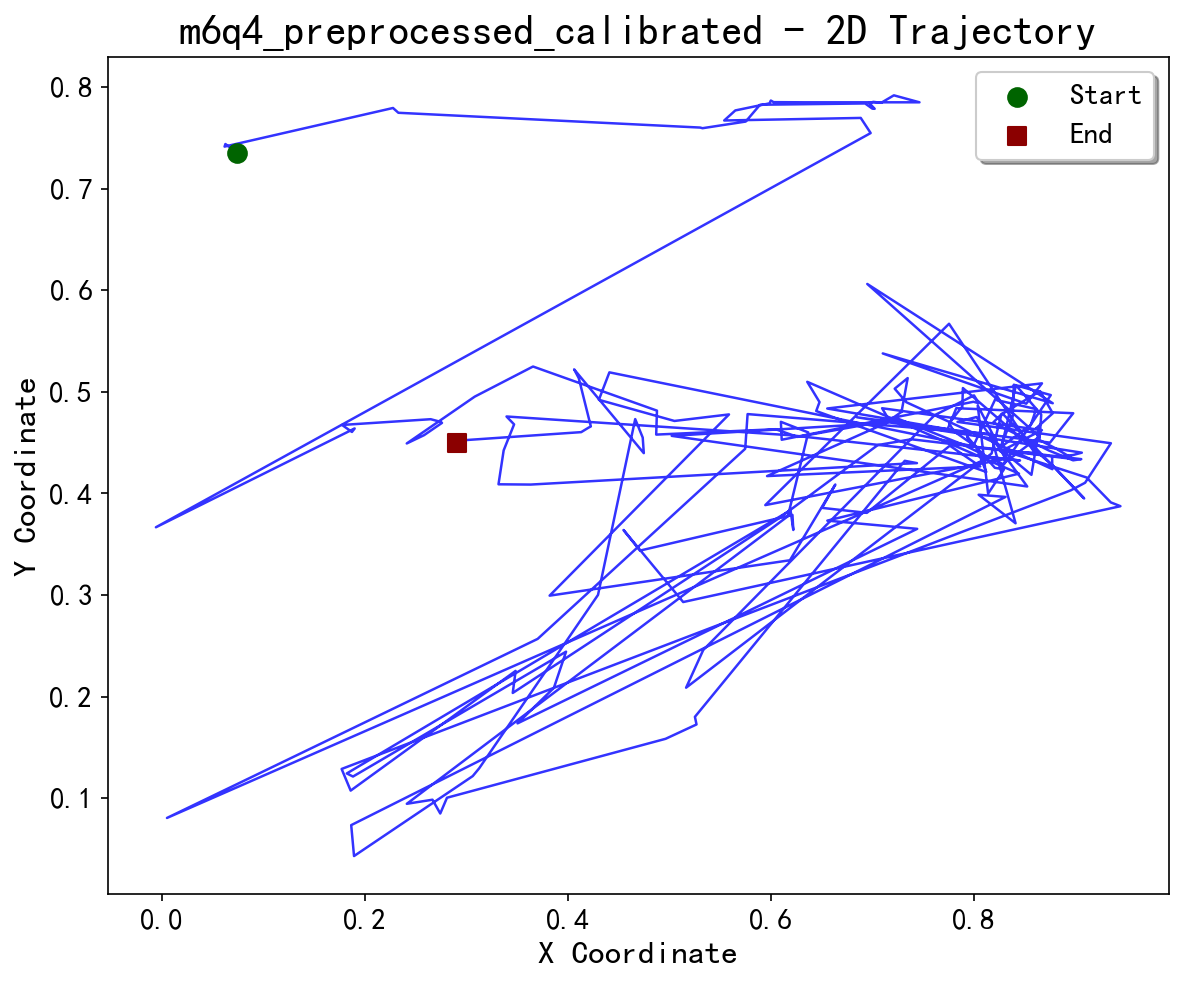 m6q4_preprocessed_calibrated - 2D Trajectory
Start
End
0.8
0.7
0.6
0.5
0.4
0.3
0.2
0.1
Y Coordinate
0.0 0.2 0.4 0.6 0.8
X Coordinate